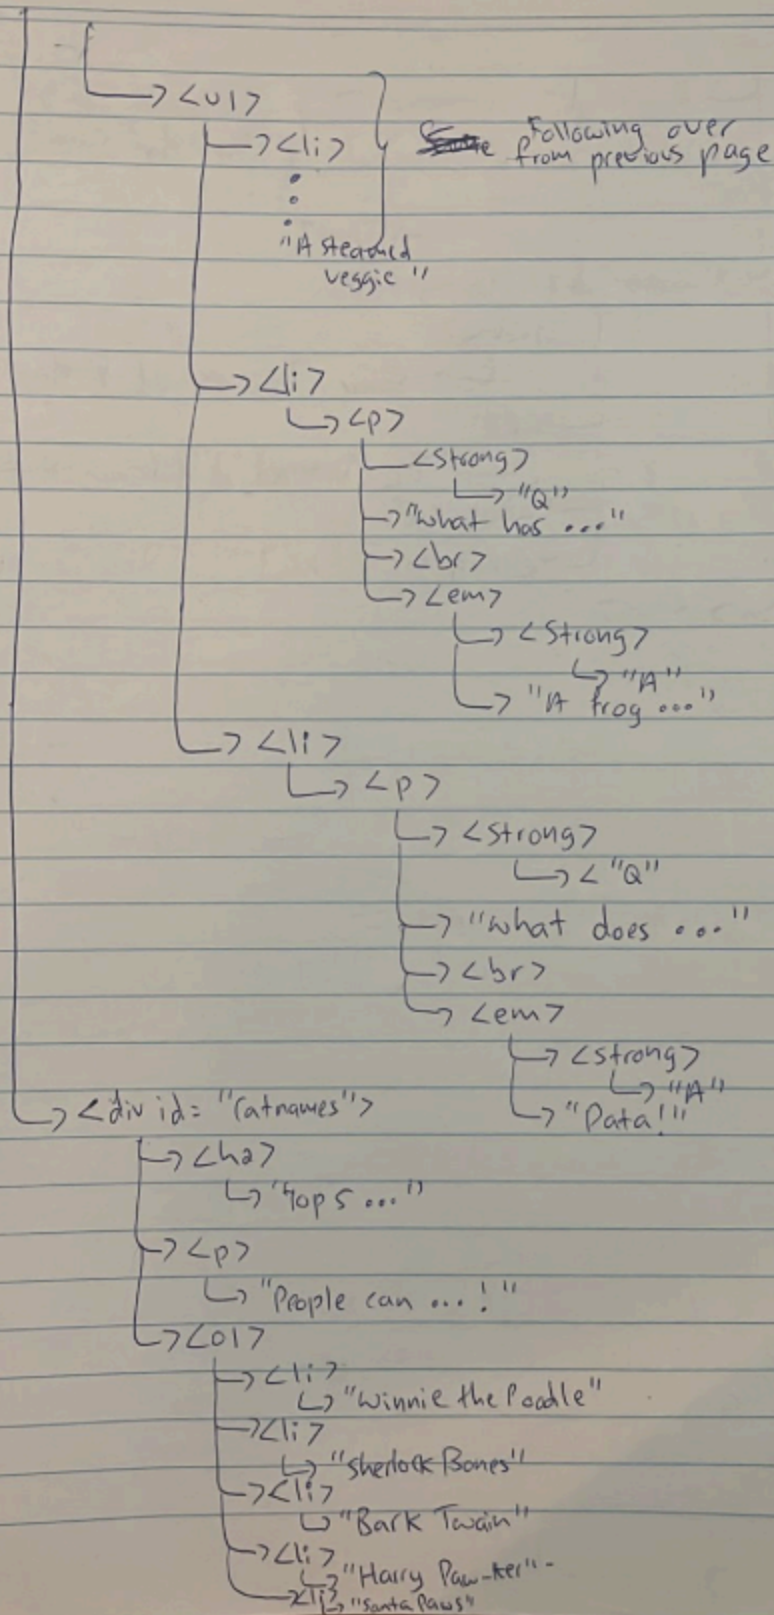 <ul>
<li>
Following over
from previous page
"A steamed
veggie"
<li>
<p>
<strong>
"Q"
"what has ..."
<br>
<em>
<strong>
"A"
"A frog ..."
<li>
<p>
<strong>
< "Q"
"what does ..."
<br>
<em>
<strong>
"A"
"Data!"
<div id= "Catnames">
<h2>
"Top 5 ..."
<p>
"People can ... !"
<ol>
<li>
"Winnie the Poodle"
<li>
"Sherlock Bones"
<li>
"Bark Twain"
<li>
"Harry Paw-ter"
<li>
"Santa Paws"